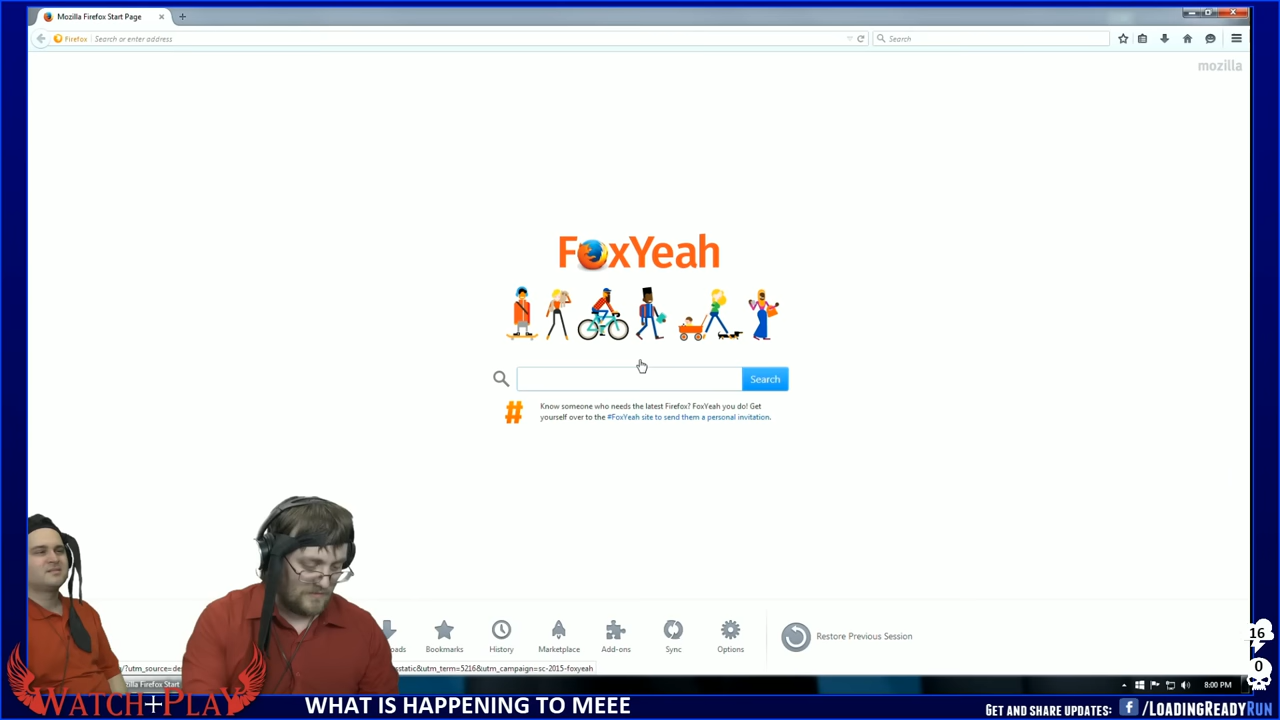 Mozilla Firefox Start Page
Firefox
Search or enter address
Search
mozilla
FoxYeah
Search
#
Know someone who needs the latest Firefox? FoxYeah you do! Get
yourself over to the #FoxYeah site to send them a personal invitation.
Bookmarks
History
Marketplace
Add-ons
Sync
Options
Restore Previous Session
16
0
8:00 PM
WATCH+PLAY
WHAT IS HAPPENING TO MEEE
GET AND SHARE UPDATES:
/LOADINGREADYRUN